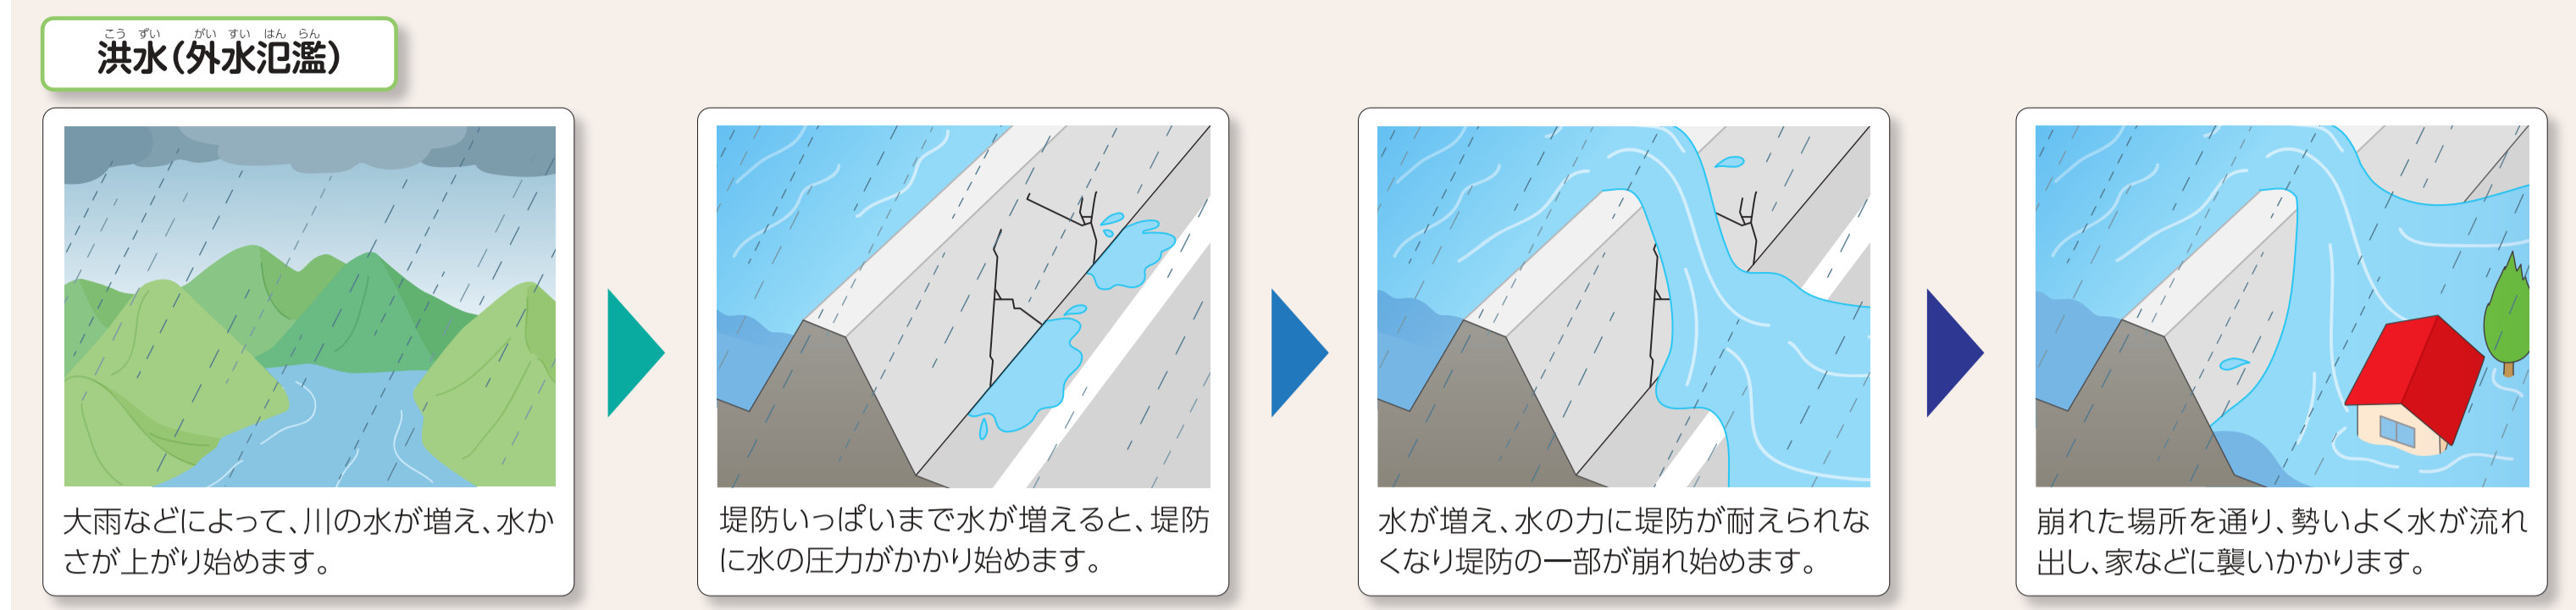 こう ずい がい すい はん らん
洪水(外水氾濫)
大雨などによって、川の水が増え、水か
さが上がり始めます。
堤防いっぱいまで水が増えると、堤防
に水の圧力がかかり始めます。
水が増え、水の力に堤防が耐えられな
くなり堤防の一部が崩れ始めます。
崩れた場所を通り、勢いよく水が流れ
出し、家などに襲いかかります。